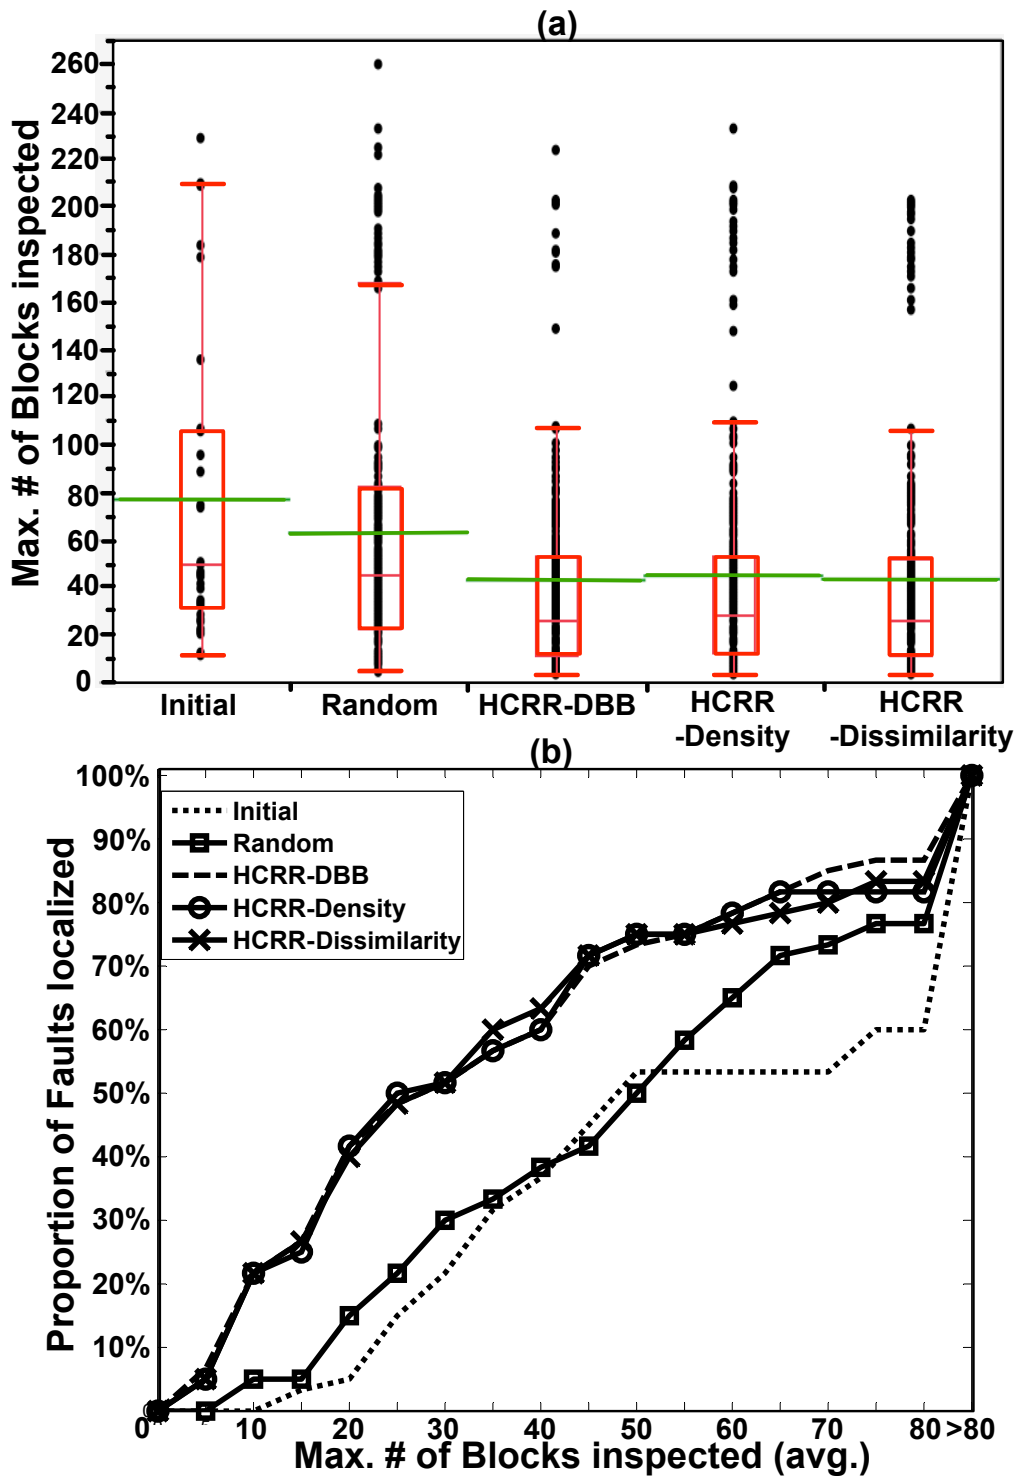 (a)
Max. # of Blocks inspected
260
240
220
200
180
160
140
120
100
80
60
40
20
0
Initial
Random
HCRR-DBB
HCRR
-Density
HCRR
-Dissimilarity
(b)
Proportion of Faults localized
100%
90%
80%
70%
60%
50%
40%
30%
20%
10%
0
Initial
Random
HCRR-DBB
HCRR-Density
HCRR-Dissimilarity
0 10 20 30 40 50 60 70 80 >80
Max. # of Blocks inspected (avg.)